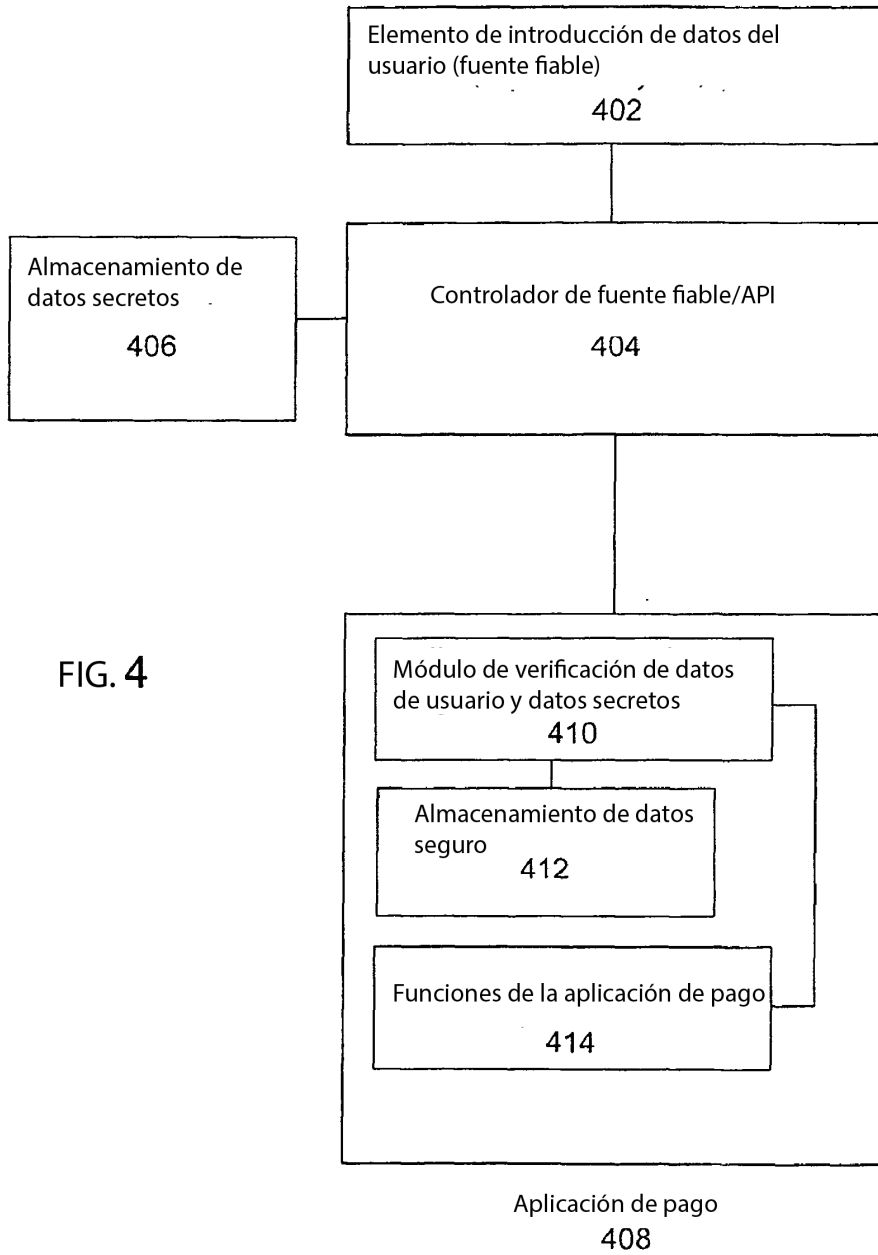 Elemento de introducción de datos del
usuario (fuente fiable)
402
Almacenamiento de
datos secretos
406
Controlador de fuente fiable/API
404
FIG. 4
Módulo de verificación de datos
de usuario y datos secretos
410
Almacenamiento de datos
seguro
412
Funciones de la aplicación de pago
414
Aplicación de pago
408